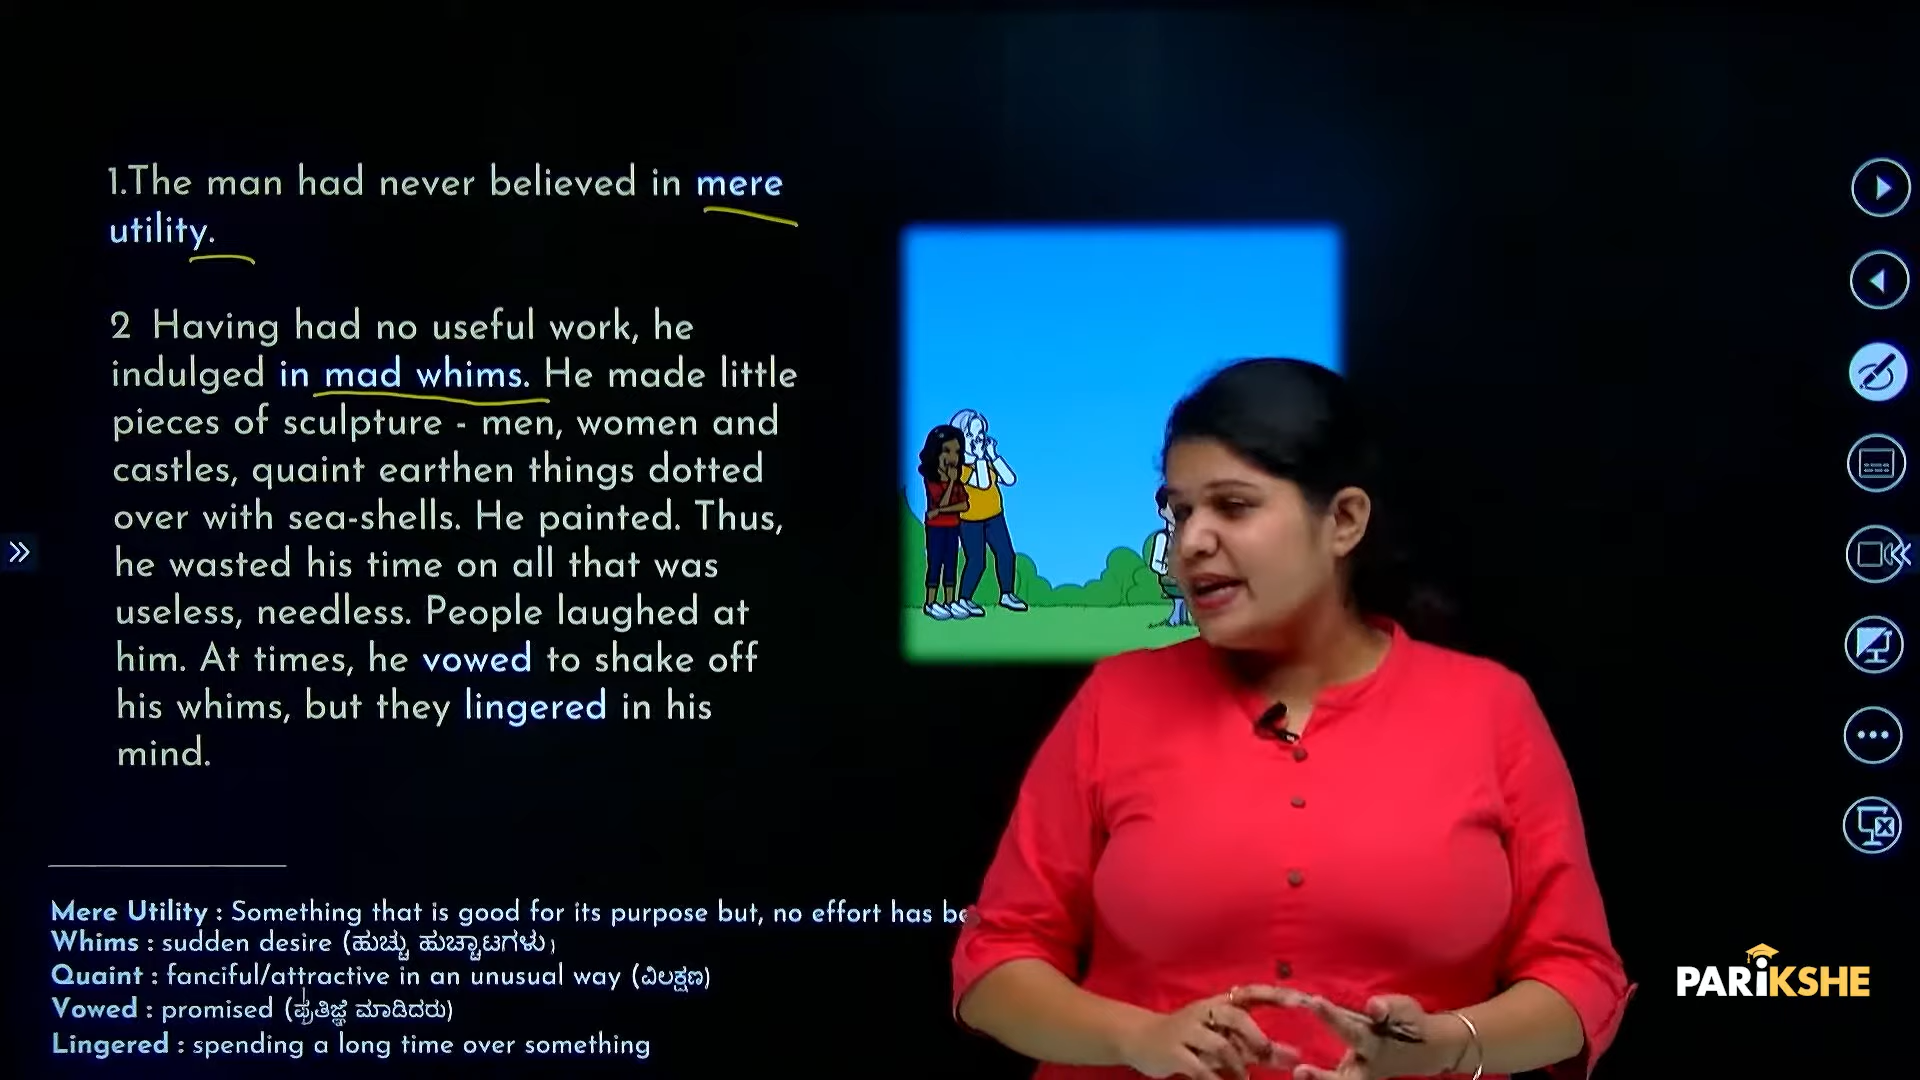 1.The man had never believed in mere
utility.
2 Having had no useful work, he
indulged in mad whims. He made little
pieces of sculpture - men, women and
castles, quaint earthen things dotted
over with sea-shells. He painted. Thus,
he wasted his time on all that was
useless, needless. People laughed at
him. At times, he vowed to shake off
his whims, but they lingered in his
mind.
Mere Utility : Something that is good for its purpose but, no effort has be
Whims : sudden desire (ಹುಚ್ಚು ಹುಚ್ಚಾಟಗಳು)
Quaint : fanciful/attractive in an unusual way (ವಿಲಕ್ಷಣ)
Vowed : promised (ಪ್ರತಿಜ್ಞೆ ಮಾಡಿದರು)
Lingered : spending a long time over something
PARIKSHE